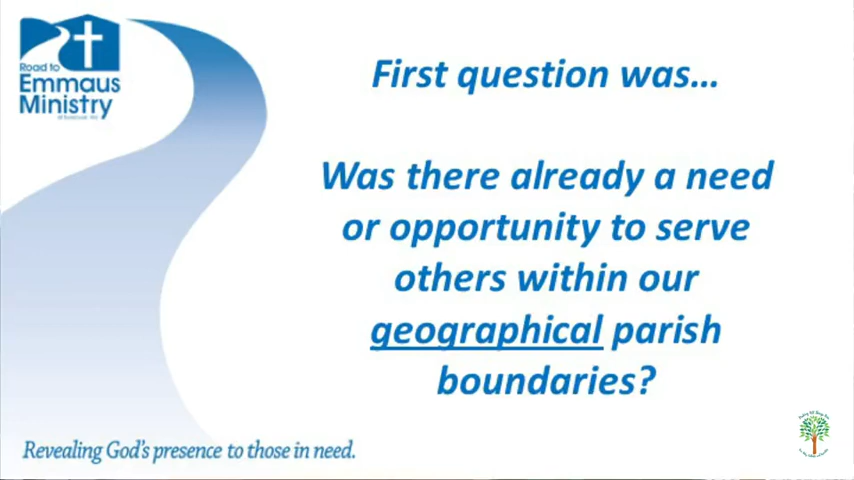 Road to
Emmaus
Ministry
First question was...
Was there already a need
or opportunity to serve
others within our
geographical parish
boundaries?
Revealing God's presence to those in need.